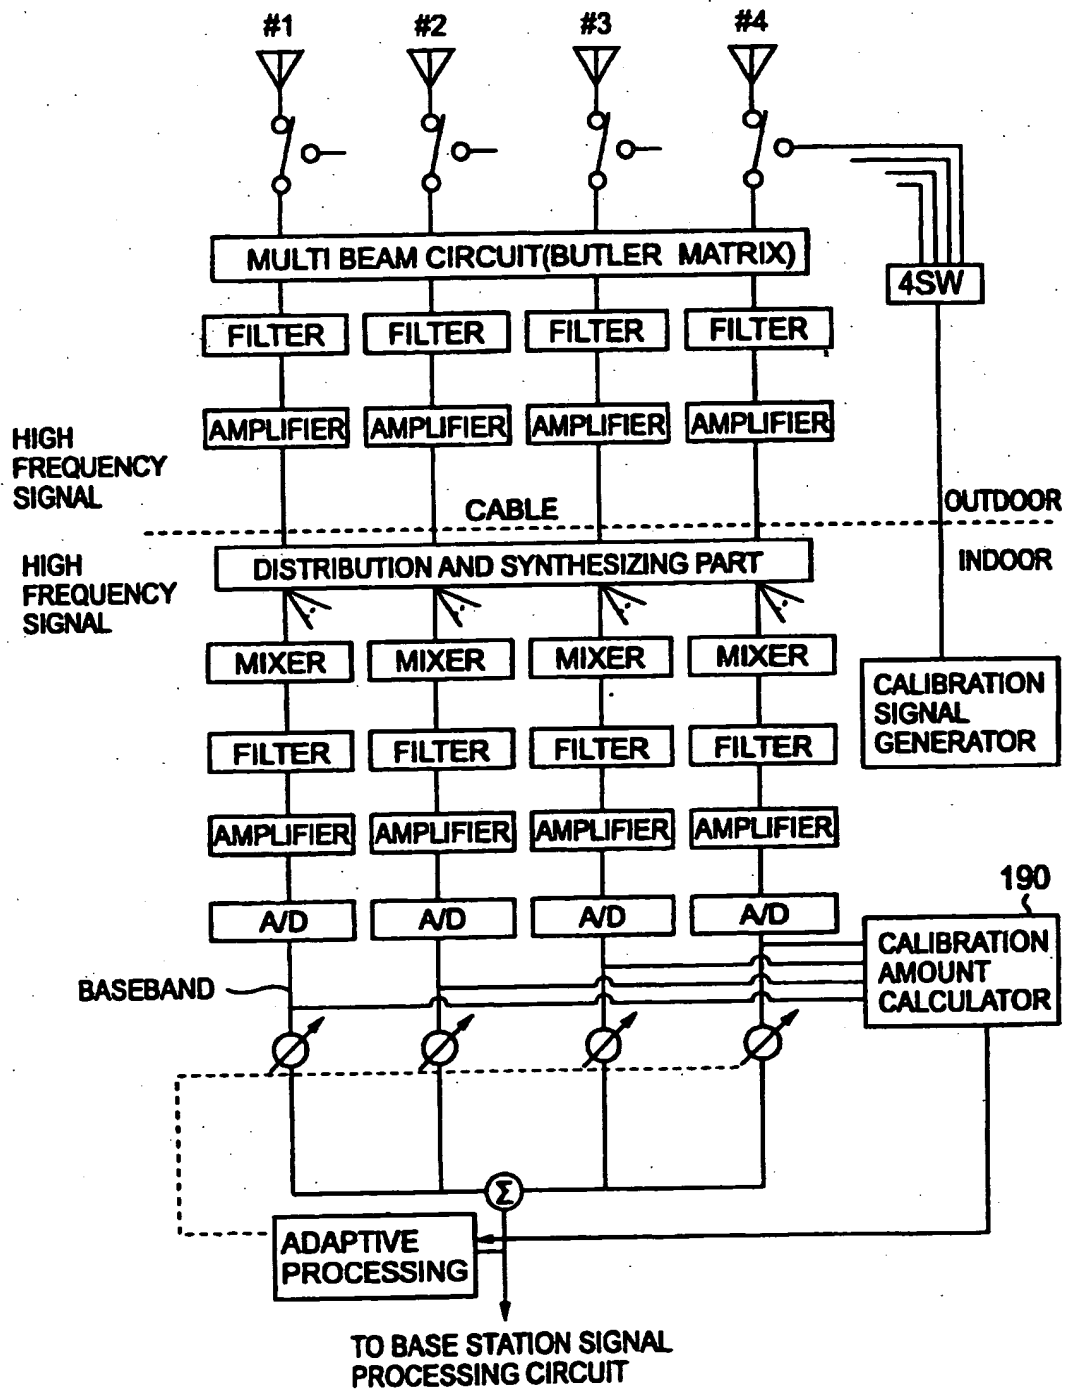 #1 #2 #3 #4
MULTI BEAM CIRCUIT(BUTLER MATRIX)
4SW
FILTER FILTER FILTER FILTER
AMPLIFIER AMPLIFIER AMPLIFIER AMPLIFIER
HIGH
FREQUENCY
SIGNAL
CABLE
OUTDOOR
INDOOR
HIGH
FREQUENCY
SIGNAL
DISTRIBUTION AND SYNTHESIZING PART
MIXER MIXER MIXER MIXER
CALIBRATION
SIGNAL
GENERATOR
FILTER FILTER FILTER FILTER
AMPLIFIER AMPLIFIER AMPLIFIER AMPLIFIER
190
A/D A/D A/D A/D
CALIBRATION
AMOUNT
CALCULATOR
BASEBAND
Σ
ADAPTIVE
PROCESSING
TO BASE STATION SIGNAL
PROCESSING CIRCUIT